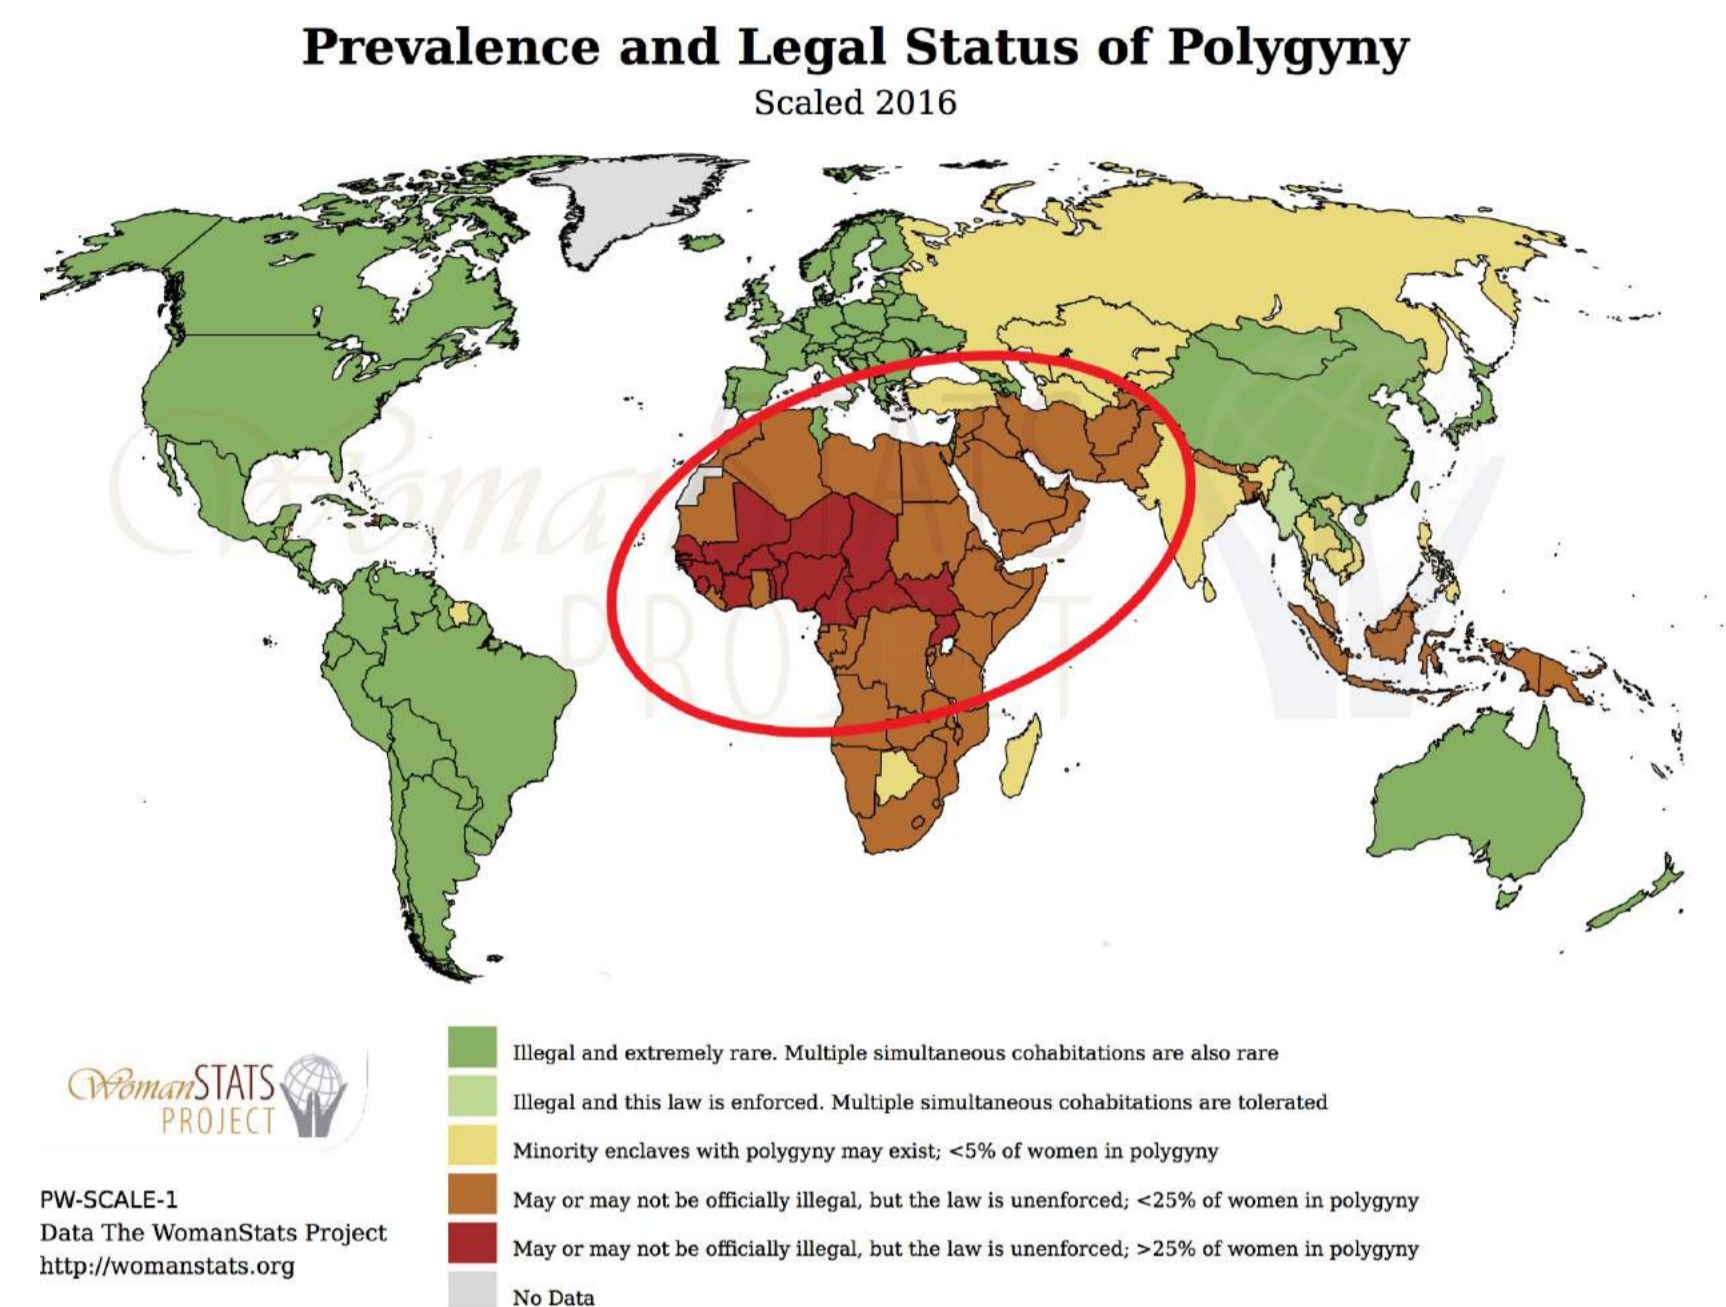 Prevalence and Legal Status of Polygyny
Scaled 2016
Woman STATS
PROJECT
WomanSTATS
PROJECT
PW-SCALE-1
Data The WomanStats Project
http://womanstats.org
Illegal and extremely rare. Multiple simultaneous cohabitations are also rare
Illegal and this law is enforced. Multiple simultaneous cohabitations are tolerated
Minority enclaves with polygyny may exist; <5% of women in polygyny
May or may not be officially illegal, but the law is unenforced; <25% of women in polygyny
May or may not be officially illegal, but the law is unenforced; >25% of women in polygyny
No Data